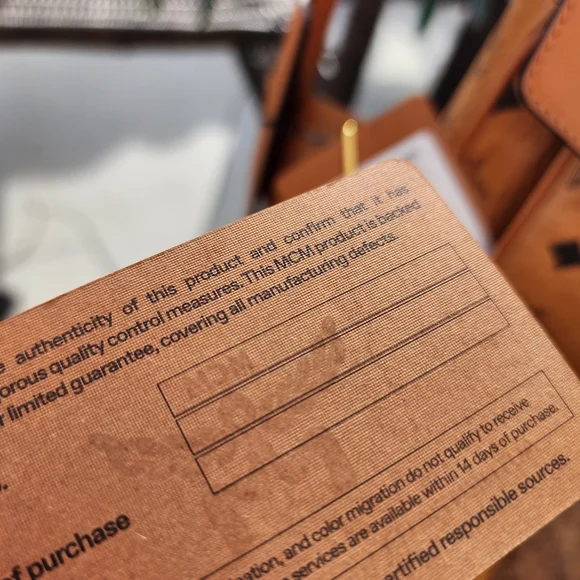 authenticity of this product and confirm that it has
quality control measures. This MCM product is backed
limited guarantee, covering all manufacturing defects.
MCM
of purchase
and color migration do not qualify to receive
services are available within 14 days of purchase.
certified responsible sources.